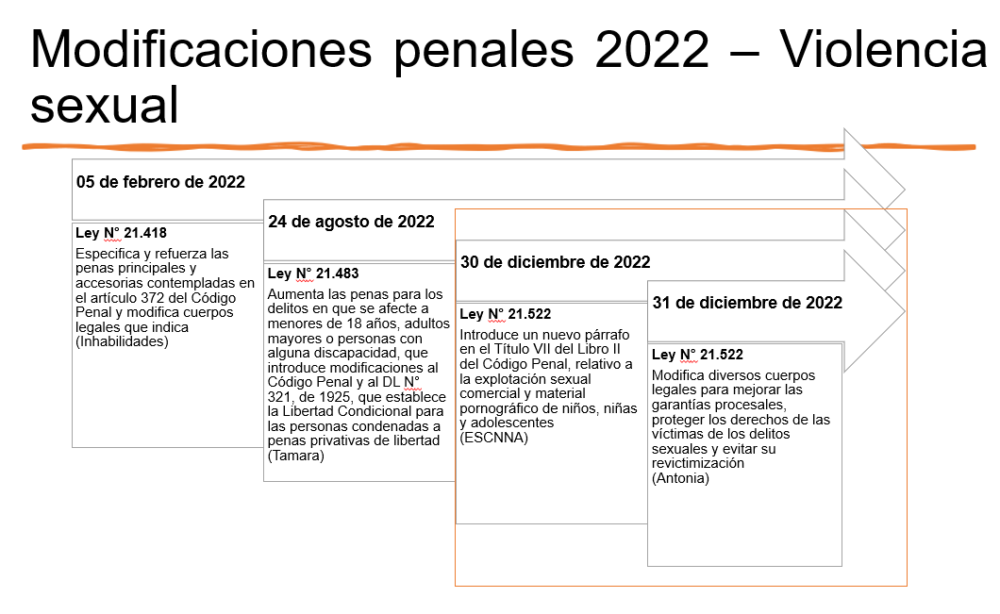 Modificaciones penales 2022 – Violencia
sexual
05 de febrero de 2022
Ley N° 21.418
Especifica y refuerza las
penas principales y
accesorias contempladas en
el artículo 372 del Código
Penal y modifica cuerpos
legales que indica
(Inhabilidades)
24 de agosto de 2022
Ley N° 21.483
Aumenta las penas para los
delitos en que se afecte a
menores de 18 años, adultos
mayores o personas con
alguna discapacidad, que
introduce modificaciones al
Código Penal y al DL N°
321, de 1925, que establece
la Libertad Condicional para
las personas condenadas a
penas privativas de libertad
(Tamara)
30 de diciembre de 2022
Ley N° 21.522
Introduce un nuevo párrafo
en el Título VII del Libro II
del Código Penal, relativo a
la explotación sexual
comercial y material
pornográfico de niños, niñas
y adolescentes
(ESCNNA)
31 de diciembre de 2022
Ley N° 21.522
Modifica diversos cuerpos
legales para mejorar las
garantías procesales,
proteger los derechos de las
víctimas de los delitos
sexuales y evitar su
revictimización
(Antonia)